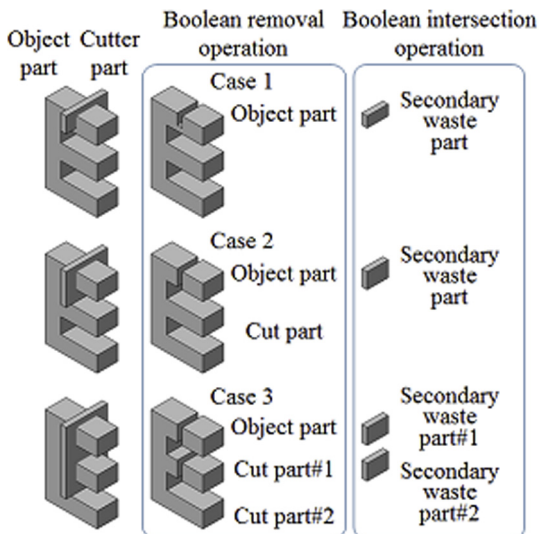 Object Cutter
part part
Boolean removal
operation
Boolean intersection
operation
Case 1
Object part
Secondary
waste
part
Case 2
Object part
Cut part
Secondary
waste
part
Case 3
Object part
Cut part#1
Cut part#2
Secondary
waste
part#1
Secondary
waste
part#2